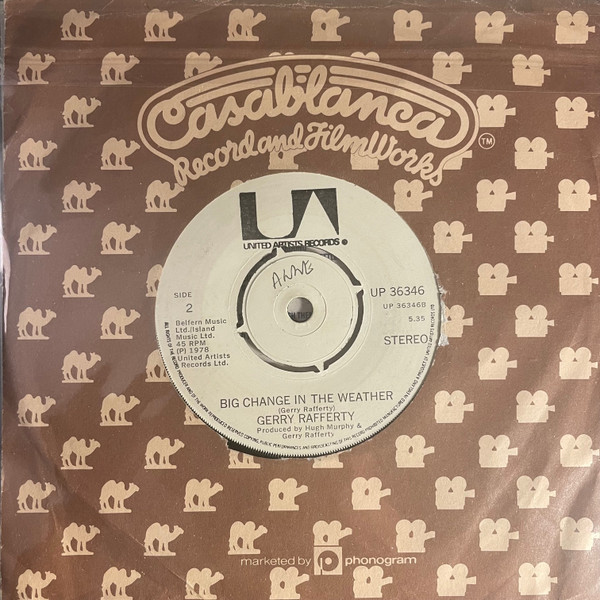 Casablanca
Record and FilmWorks
TM
UA
UNITED ARTISTS RECORDS
ANNE
SIDE
2
UP 36346
UP 36346B
5.35
STEREO
Belfern Music
Ltd./Island
Music Ltd.
45 RPM
(P) 1978
United Artists
Records Ltd.
BIG CHANGE IN THE WEATHER
(Gerry Rafferty)
GERRY RAFFERTY
Produced by Hugh Murphy &
Gerry Rafferty
marketed by p phonogram